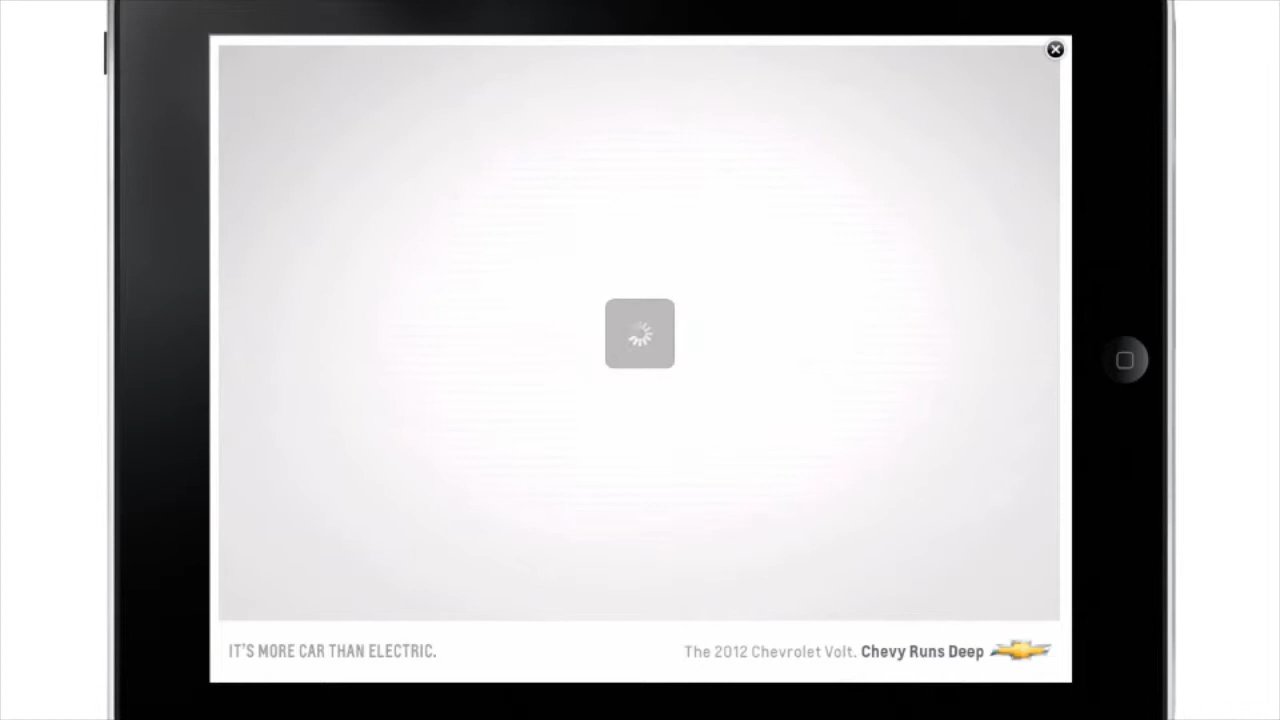 IT'S MORE CAR THAN ELECTRIC.
The 2012 Chevrolet Volt. Chevy Runs Deep